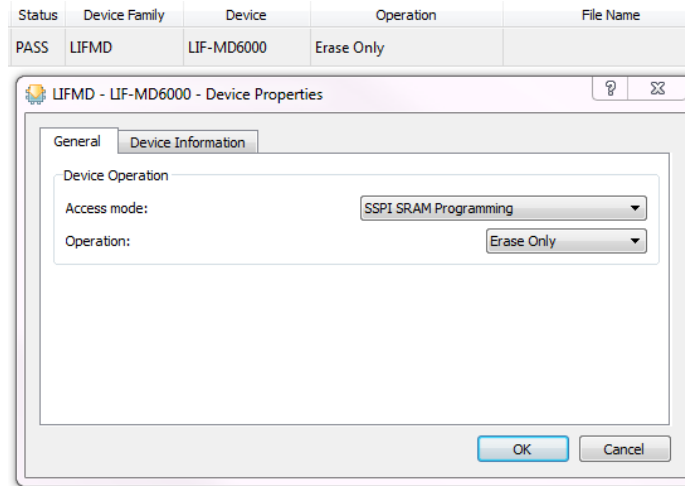 Status Device Family Device Operation File Name
PASS LIFMD LIF-MD6000 Erase Only
LIFMD - LIF-MD6000 - Device Properties
General Device Information
Device Operation
Access mode: SSPI SRAM Programming
Operation: Erase Only
OK Cancel